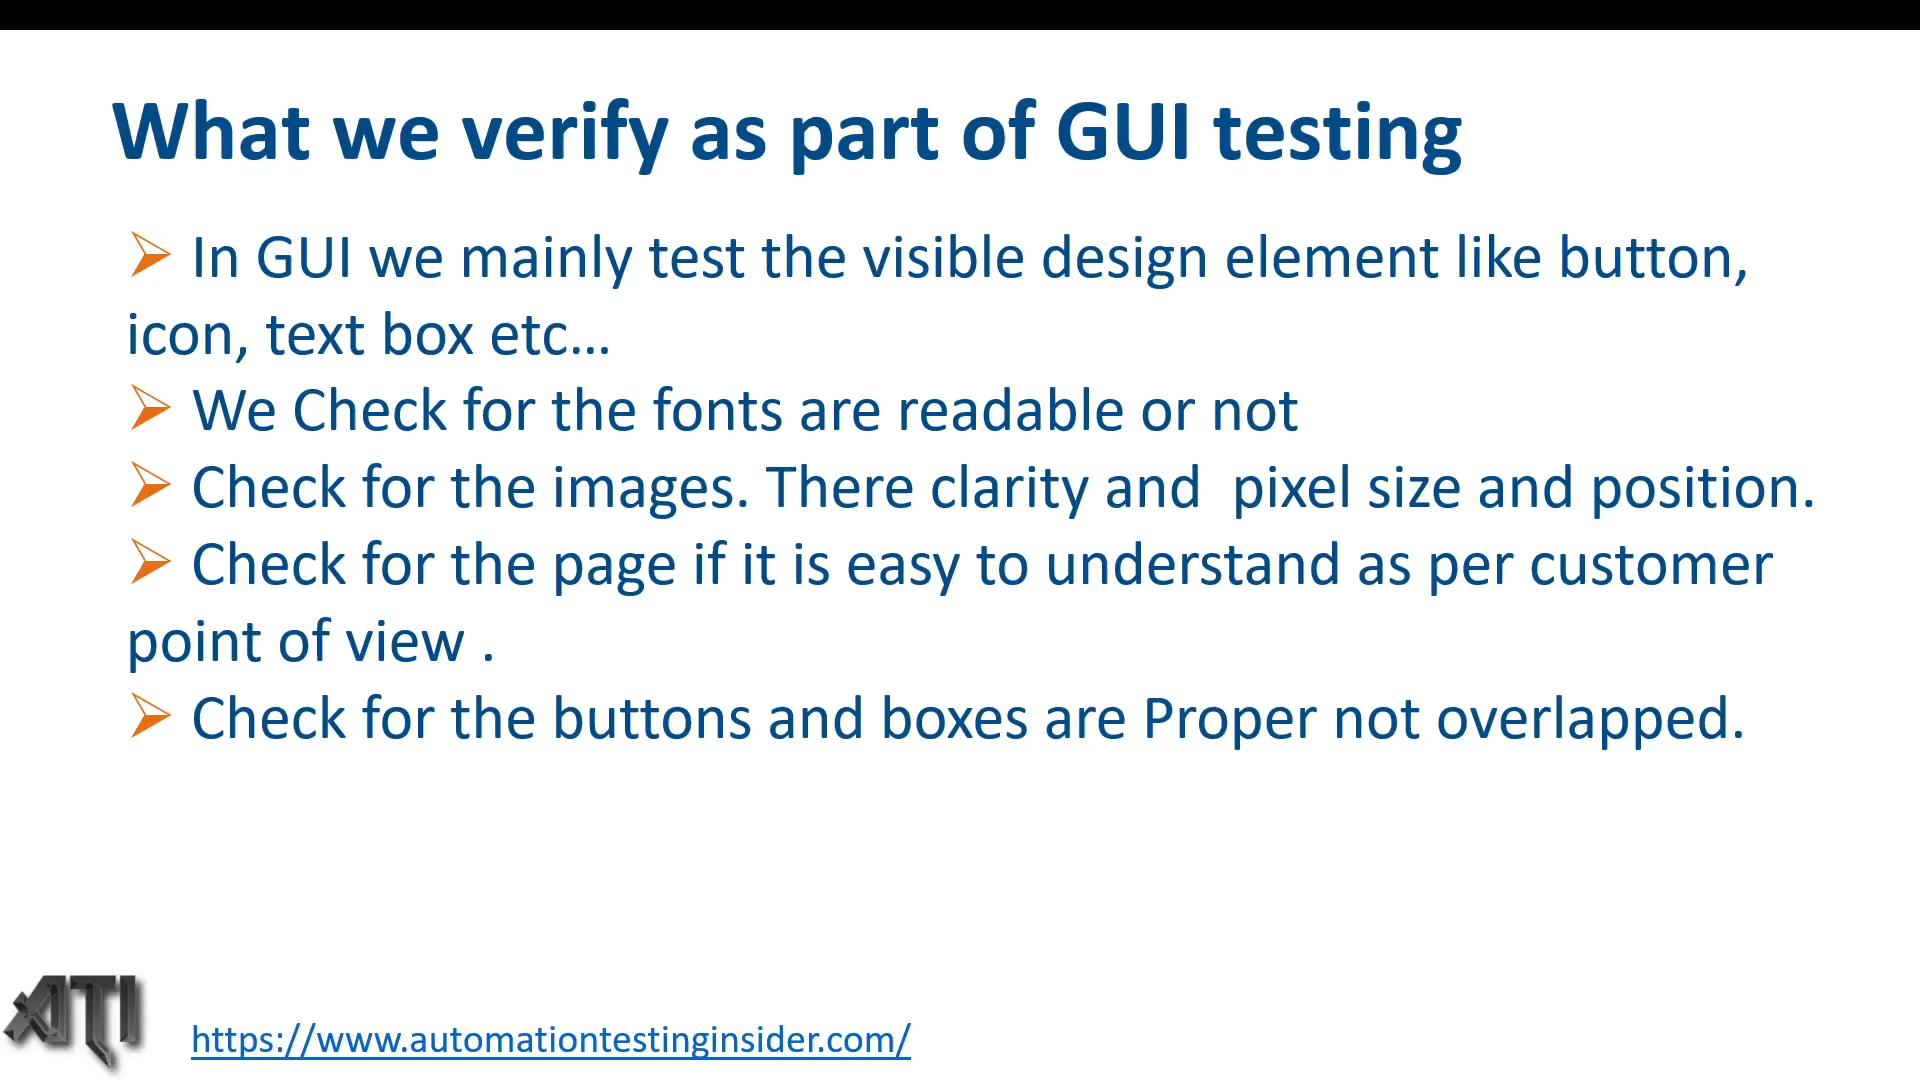 What we verify as part of GUI testing
In GUI we mainly test the visible design element like button,
icon, text box etc...
We Check for the fonts are readable or not
Check for the images. There clarity and  pixel size and position.
Check for the page if it is easy to understand as per customer
point of view .
Check for the buttons and boxes are Proper not overlapped.
ATI
https://www.automationtestinginsider.com/